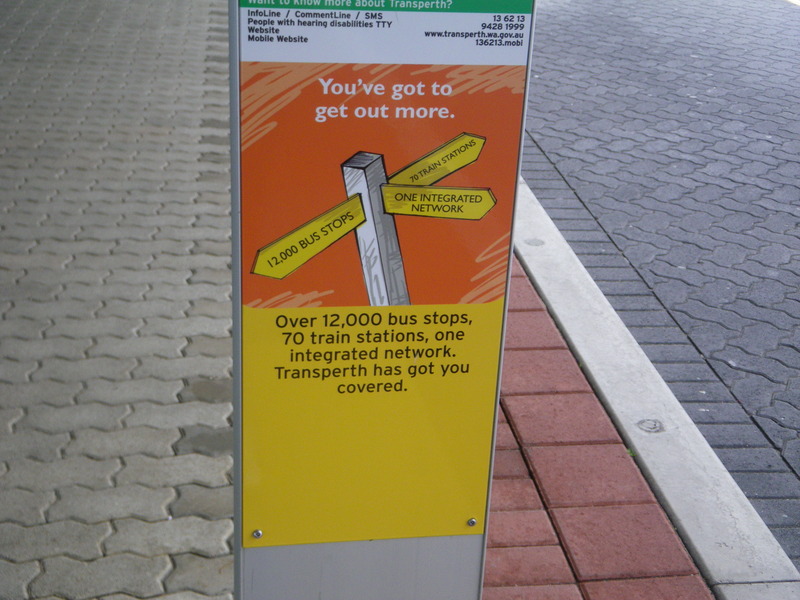 Want to know more about Transperth?
InfoLine / CommentLine / SMS 13 62 13
People with hearing disabilities TTY 9428 1999
Website www.transperth.wa.gov.au
Mobile Website 136213.mobi
You've got to
get out more.
70 TRAIN STATIONS
ONE INTEGRATED
NETWORK
12,000 BUS STOPS
Over 12,000 bus stops,
70 train stations, one
integrated network.
Transperth has got you
covered.